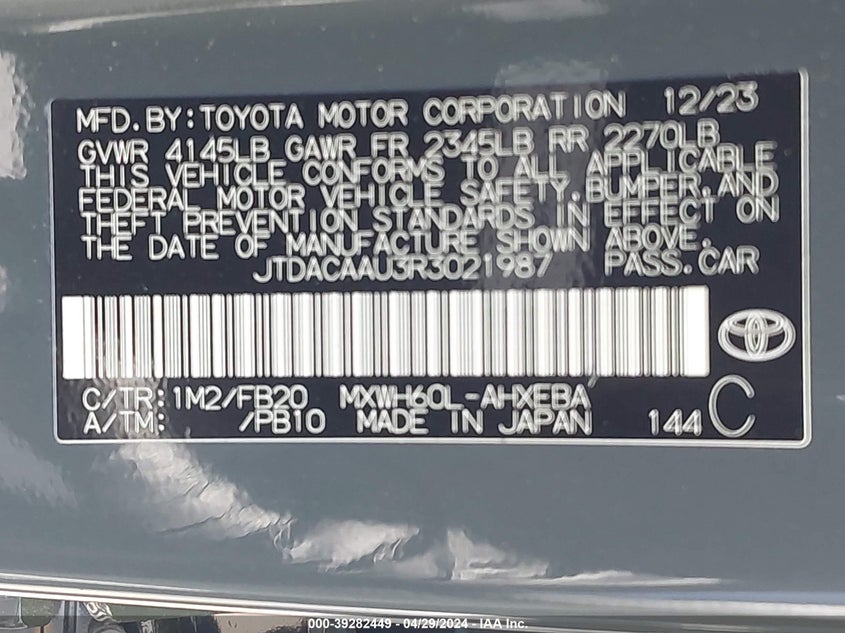 MFD.BY:TOYOTA MOTOR CORPORATION 12/23
GVWR 4145LB GAWR FR 2345LB RR 2270LB
THIS VEHICLE CONFORMS TO ALL APPLICABLE
FEDERAL MOTOR VEHICLE SAFETY,BUMPER,AND
THEFT PREVENTION STANDARDS IN EFFECT ON
THE DATE OF MANUFACTURE SHOWN ABOVE.
JTDACAAU3R3021987 PASS.CAR
C/TR:1M2/FB20 MXWH60L-AHXEBA
A/TM: /PB10 MADE IN JAPAN 144 C
000-39282449 - 04/29/2024 - IAA Inc.